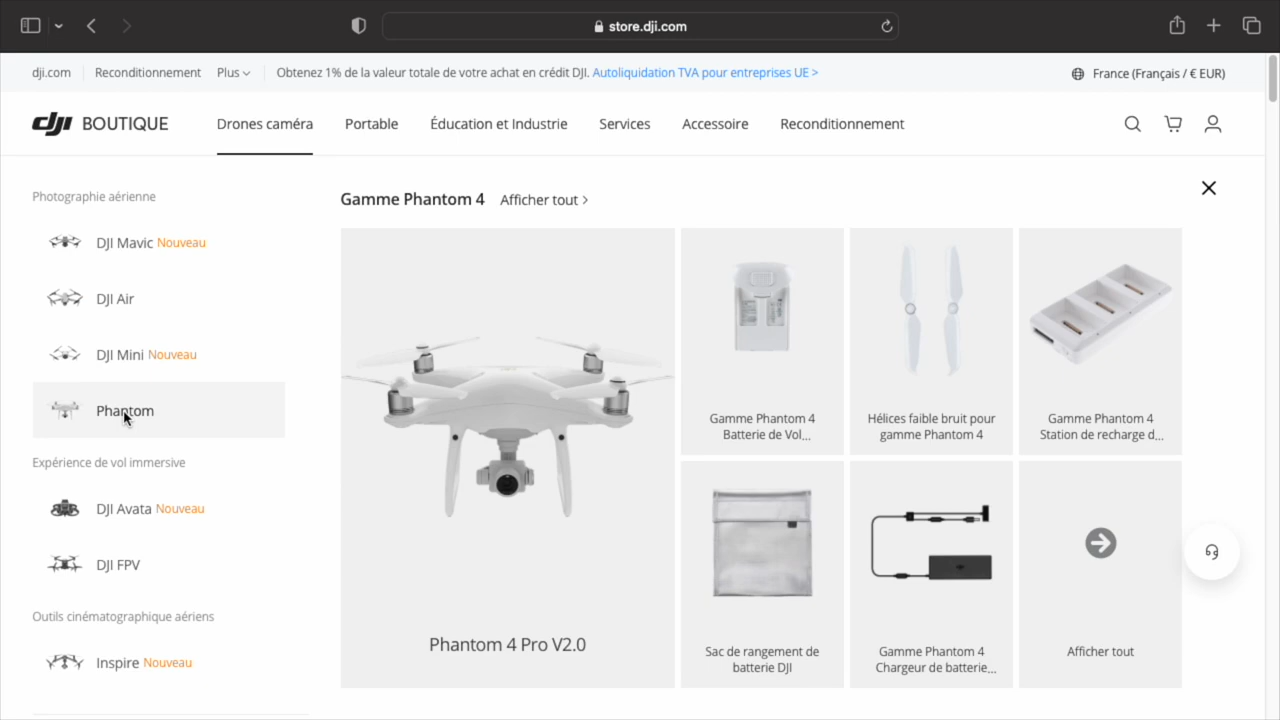 store.dji.com
dji.com
Reconditionnement
Plus
Obtenez 1% de la valeur totale de votre achat en crédit DJI. Autoliquidation TVA pour entreprises UE >
France (Français / € EUR)
dji BOUTIQUE
Drones caméra
Portable
Éducation et Industrie
Services
Accessoire
Reconditionnement
Photographie aérienne
DJI Mavic Nouveau
DJI Air
DJI Mini Nouveau
Phantom
Expérience de vol immersive
DJI Avata Nouveau
DJI FPV
Outils cinématographique aériens
Inspire Nouveau
Gamme Phantom 4
Afficher tout >
Phantom 4 Pro V2.0
Gamme Phantom 4
Batterie de Vol...
Hélices faible bruit pour
gamme Phantom 4
Gamme Phantom 4
Station de recharge d...
Sac de rangement de
batterie DJI
Gamme Phantom 4
Chargeur de batterie...
Afficher tout